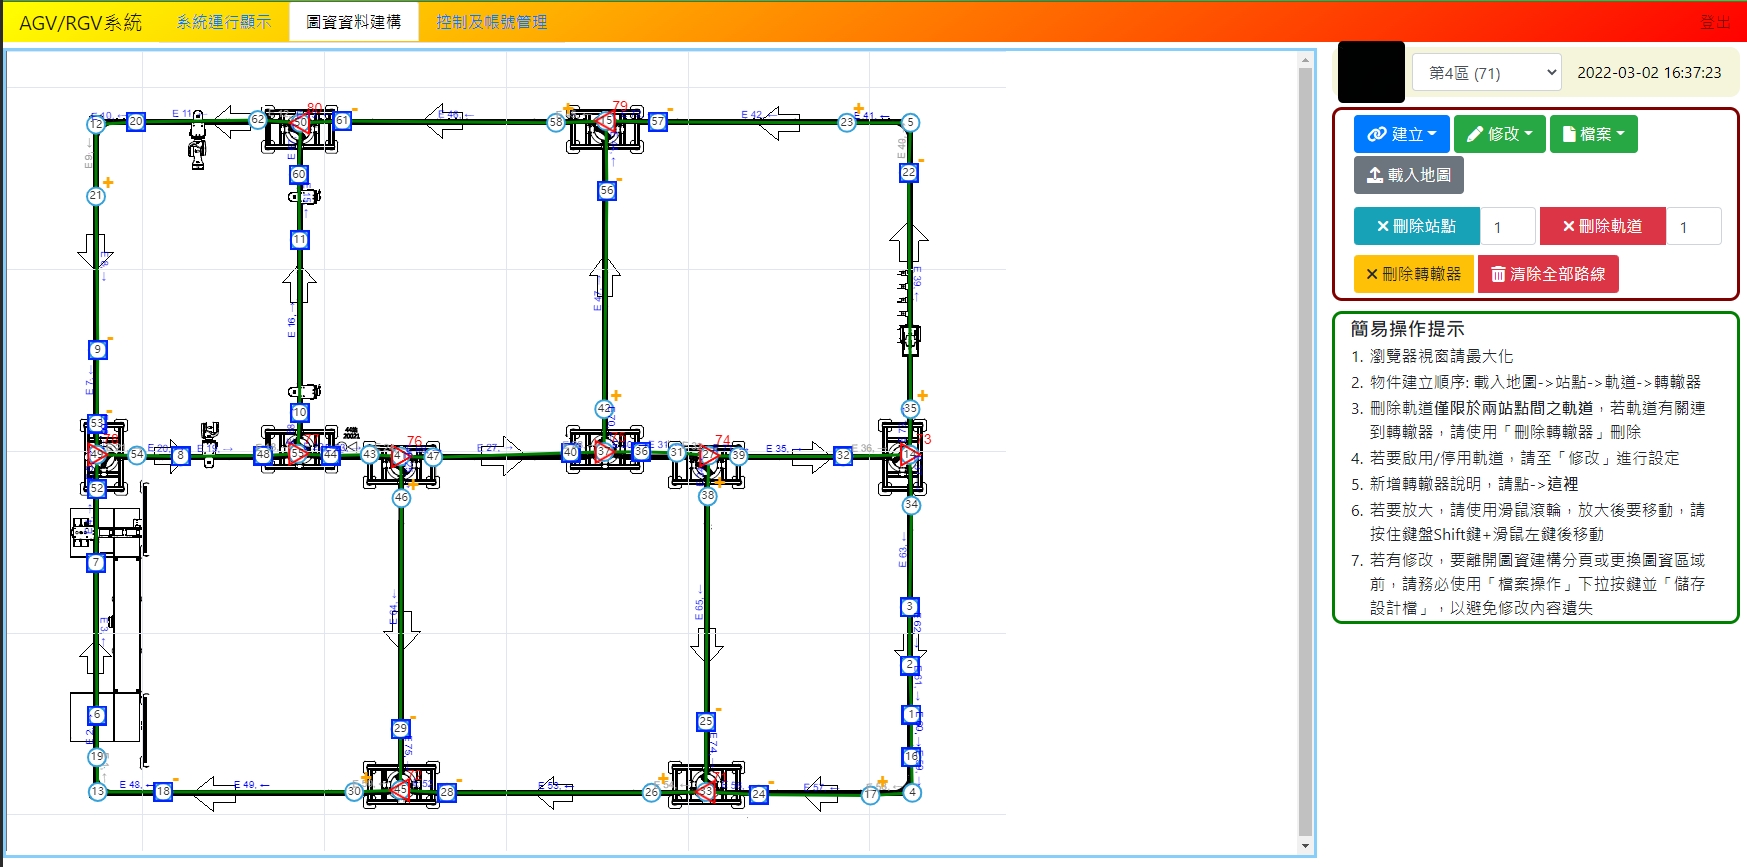 AGV/RGV系統 系統運行顯示 圖資資料建構 控制及帳號管理 登出
第4區 (71) 2022-03-02 16:37:23
建立 修改 檔案
載入地圖
刪除站點 1 刪除軌道 1
刪除轉轍器 清除全部路線
簡易操作提示
1. 瀏覽器視窗請最大化
2. 物件建立順序: 載入地圖->站點->軌道->轉轍器
3. 刪除軌道僅限於兩站點間之軌道，若軌道有關連
到轉轍器，請使用「刪除轉轍器」刪除
4. 若要啟用/停用軌道，請至「修改」進行設定
5. 新增轉轍器說明，請點->這裡
6. 若要放大，請使用滑鼠滾輪，放大後要移動，請
按住鍵盤Shift鍵+滑鼠左鍵後移動
7. 若有修改，要離開圖資建構分頁或更換圖資區域
前，請務必使用「檔案操作」下拉按鍵並「儲存
設計檔」，以避免修改內容遺失
80 79
12 20 E 11 62 50 61 E 46, ← 58 15 57 E 42, 23 E 41, 5
60 22
21 56
11
E 39, ←
E 16, → E 47,
9
E 7, ←
10 42 35
53
76 74
49 54 E 20, 8 48 55 44 43 47 E 27, → 40 36 E 31, 31 27 39 E 35, → 32 E 36, 
52 46 38 34
7 E 63, ←
E 64, ← E 65, ← 3
E 3, →
2
6 29 25 1
19 16
13 E 48, ← 18 E 49, ← 30 45 28 E 53, ← 26 33 24 E 57, 17 4